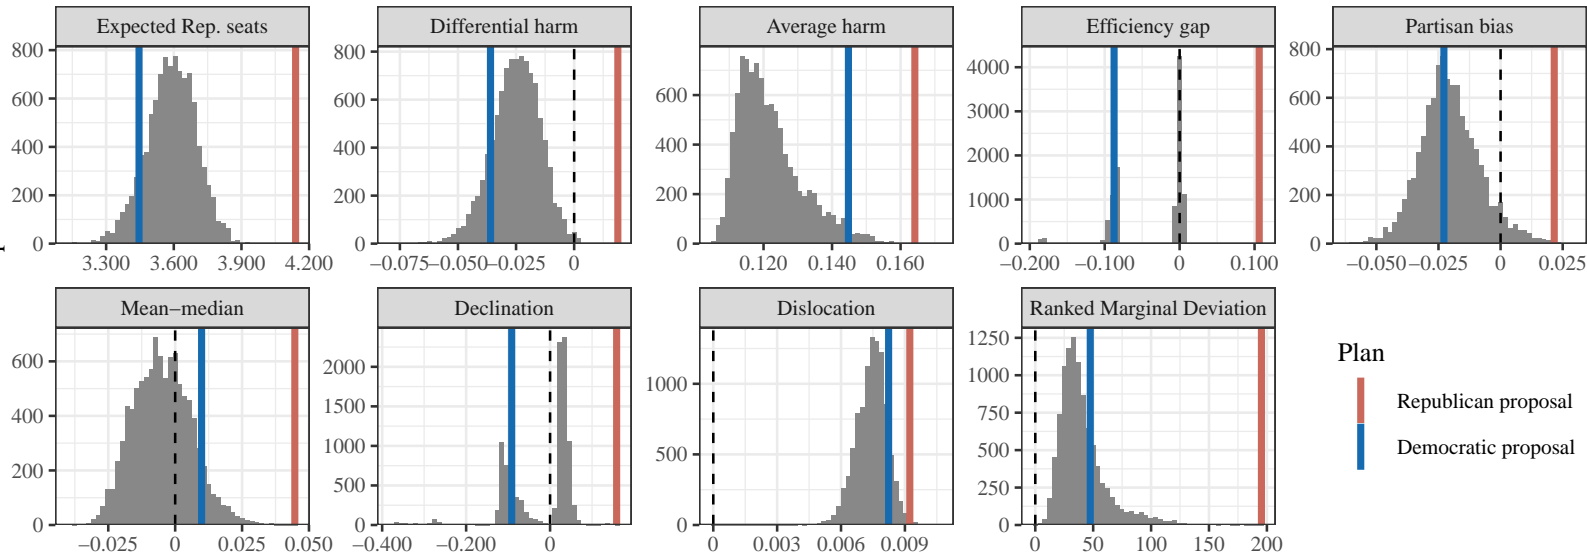 Expected Rep. seats
Differential harm
Average harm
Efficiency gap
Partisan bias
800
600
400
200
0
3.300 3.600 3.900 4.200
800
600
400
200
0
−0.075 −0.050 −0.025 0
600
400
200
0
0.120 0.140 0.160
4000
3000
2000
1000
0
−0.200 −0.100 0 0.100
800
600
400
200
0
−0.050 −0.025 0 0.025
Mean−median
Declination
Dislocation
Ranked Marginal Deviation
600
400
200
0
−0.025 0 0.025 0.050
2000
1500
1000
500
0
−0.400 −0.200 0
1000
500
0
0 0.003 0.006 0.009
1250
1000
750
500
250
0
0 50 100 150 200
Plan
Republican proposal
Democratic proposal